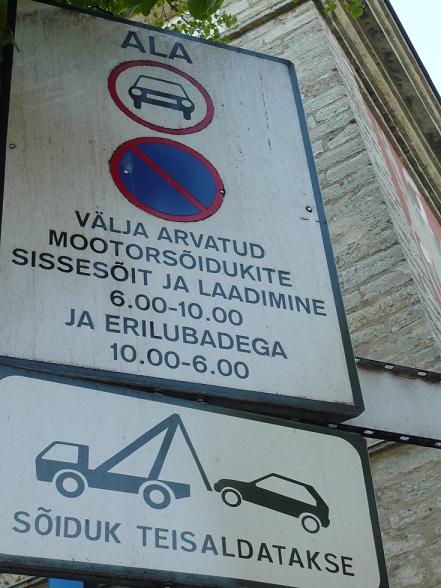 ALA
VÄLJA ARVATUD
MOOTORSÕIDUKITE
SISSESÕIT JA LAADIMINE
6.00-10.00
JA ERILUBADEGA
10.00-6.00
SÕIDUK TEISALDATAKSE